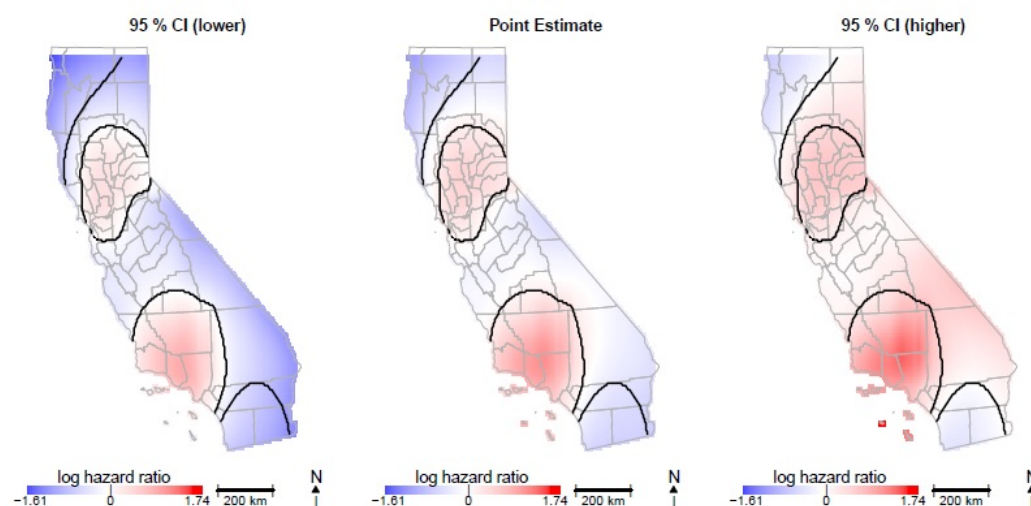 95 % CI (lower)
Point Estimate
95 % CI (higher)
log hazard ratio
−1.61 0 1.74
200 km
N
log hazard ratio
−1.61 0 1.74
200 km
N
log hazard ratio
−1.61 0 1.74
200 km
N